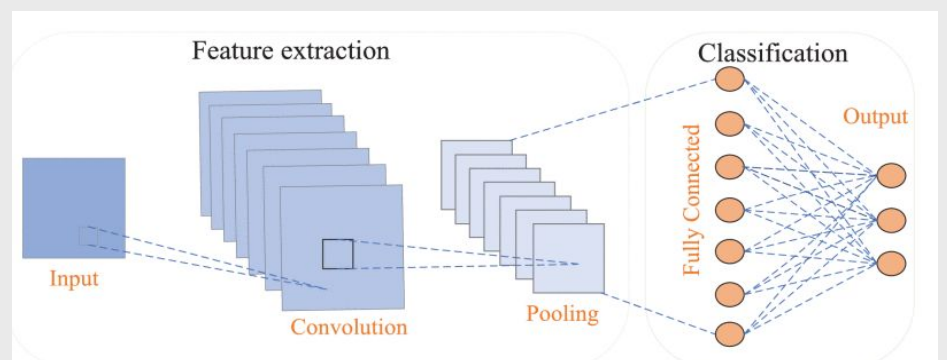 Feature extraction
Classification
Input
Convolution
Pooling
Fully Connected
Output